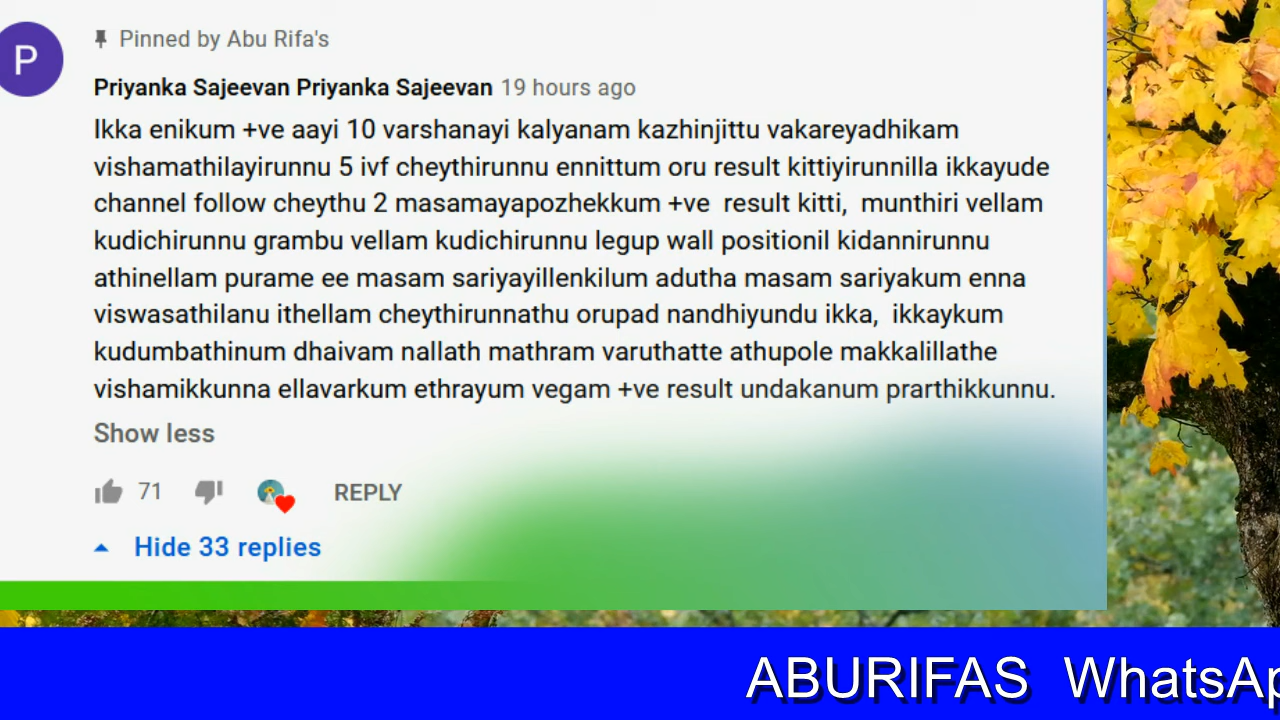 P
Pinned by Abu Rifa's
Priyanka Sajeevan Priyanka Sajeevan 19 hours ago
Ikka enikum +ve aayi 10 varshanayi kalyanam kazhinjittu vakareyadhikam
vishamathilayirunnu 5 ivf cheythirunnu ennittum oru result kittiyirunnilla ikkayude
channel follow cheythu 2 masamayapozhekkum +ve  result kitti,  munthiri vellam
kudichirunnu grambu vellam kudichirunnu legup wall positionil kidannirunnu
athinellam purame ee masam sariyayillenkilum adutha masam sariyakum enna
viswasathilanu ithellam cheythirunnathu orupad nandhiyundu ikka,  ikkaykum
kudumbathinum dhaivam nallath mathram varuthatte athupole makkalillathe
vishamikkunna ellavarkum ethrayum vegam +ve result undakanum prarthikkunnu.
Show less
71 REPLY
Hide 33 replies
ABURIFAS WhatsAp